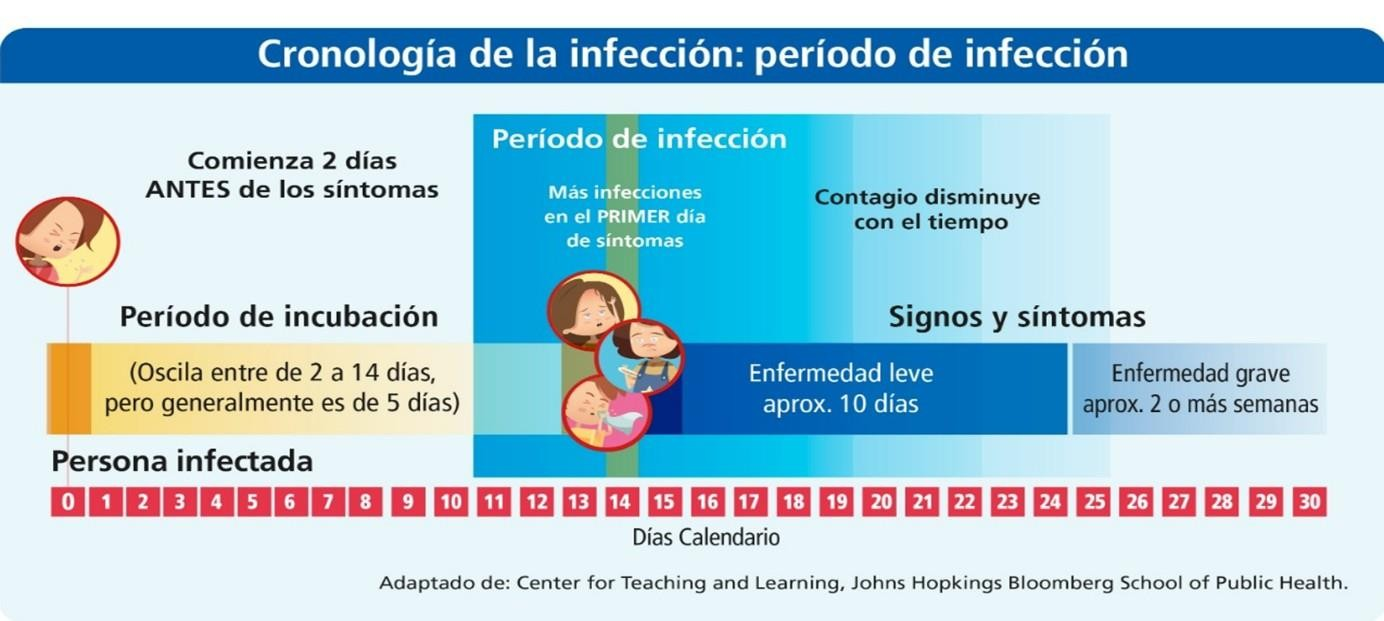 Cronología de la infección: período de infección
Comienza 2 días
ANTES de los síntomas
Período de infección
Más infecciones
en el PRIMER día
de síntomas
Contagio disminuye
con el tiempo
Período de incubación
Signos y síntomas
(Oscila entre de 2 a 14 días,
pero generalmente es de 5 días)
Enfermedad leve
aprox. 10 días
Enfermedad grave
aprox. 2 o más semanas
Persona infectada
0 1 2 3 4 5 6 7 8 9 10 11 12 13 14 15 16 17 18 19 20 21 22 23 24 25 26 27 28 29 30
Días Calendario
Adaptado de: Center for Teaching and Learning, Johns Hopkings Bloomberg School of Public Health.